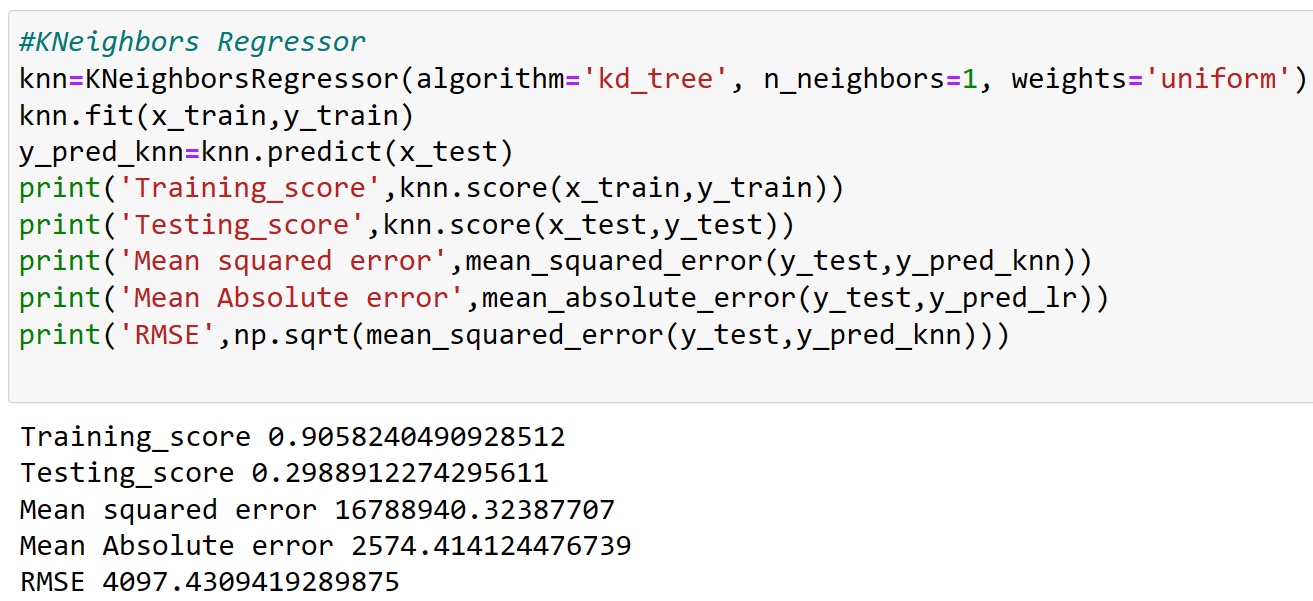 #KNeighbors Regressor
knn=KNeighborsRegressor(algorithm='kd_tree', n_neighbors=1, weights='uniform')
knn.fit(x_train,y_train)
y_pred_knn=knn.predict(x_test)
print('Training_score',knn.score(x_train,y_train))
print('Testing_score',knn.score(x_test,y_test))
print('Mean squared error',mean_squared_error(y_test,y_pred_knn))
print('Mean Absolute error',mean_absolute_error(y_test,y_pred_lr))
print('RMSE',np.sqrt(mean_squared_error(y_test,y_pred_knn)))
Training_score 0.9058240490928512
Testing_score 0.2988912274295611
Mean squared error 16788940.32387707
Mean Absolute error 2574.414124476739
RMSE 4097.4309419289875